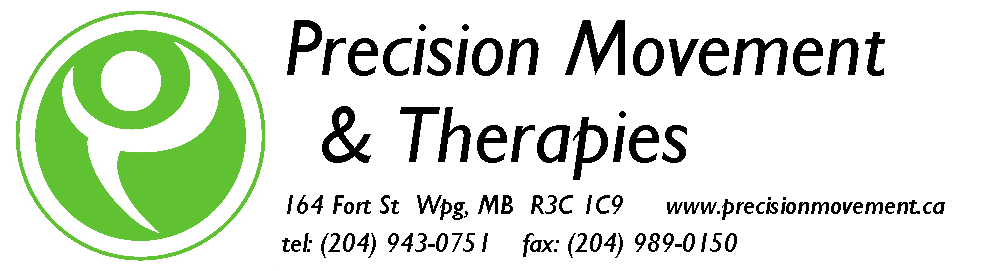 Precision Movement
& Therapies
164 Fort St Wpg, MB R3C 1C9 www.precisionmovement.ca
tel: (204) 943-0751 fax: (204) 989-0150